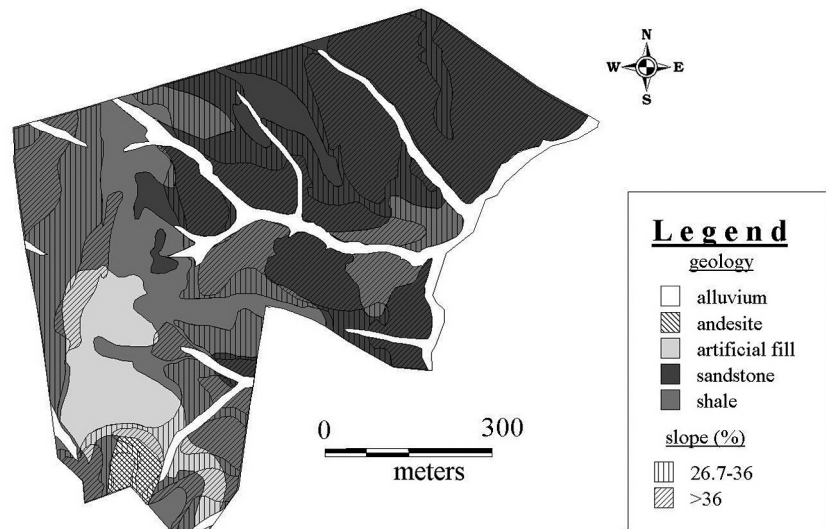 N
W E
S
Legend
geology
alluvium
andesite
artificial fill
sandstone
shale
slope (%)
26.7-36
>36
0 300
meters